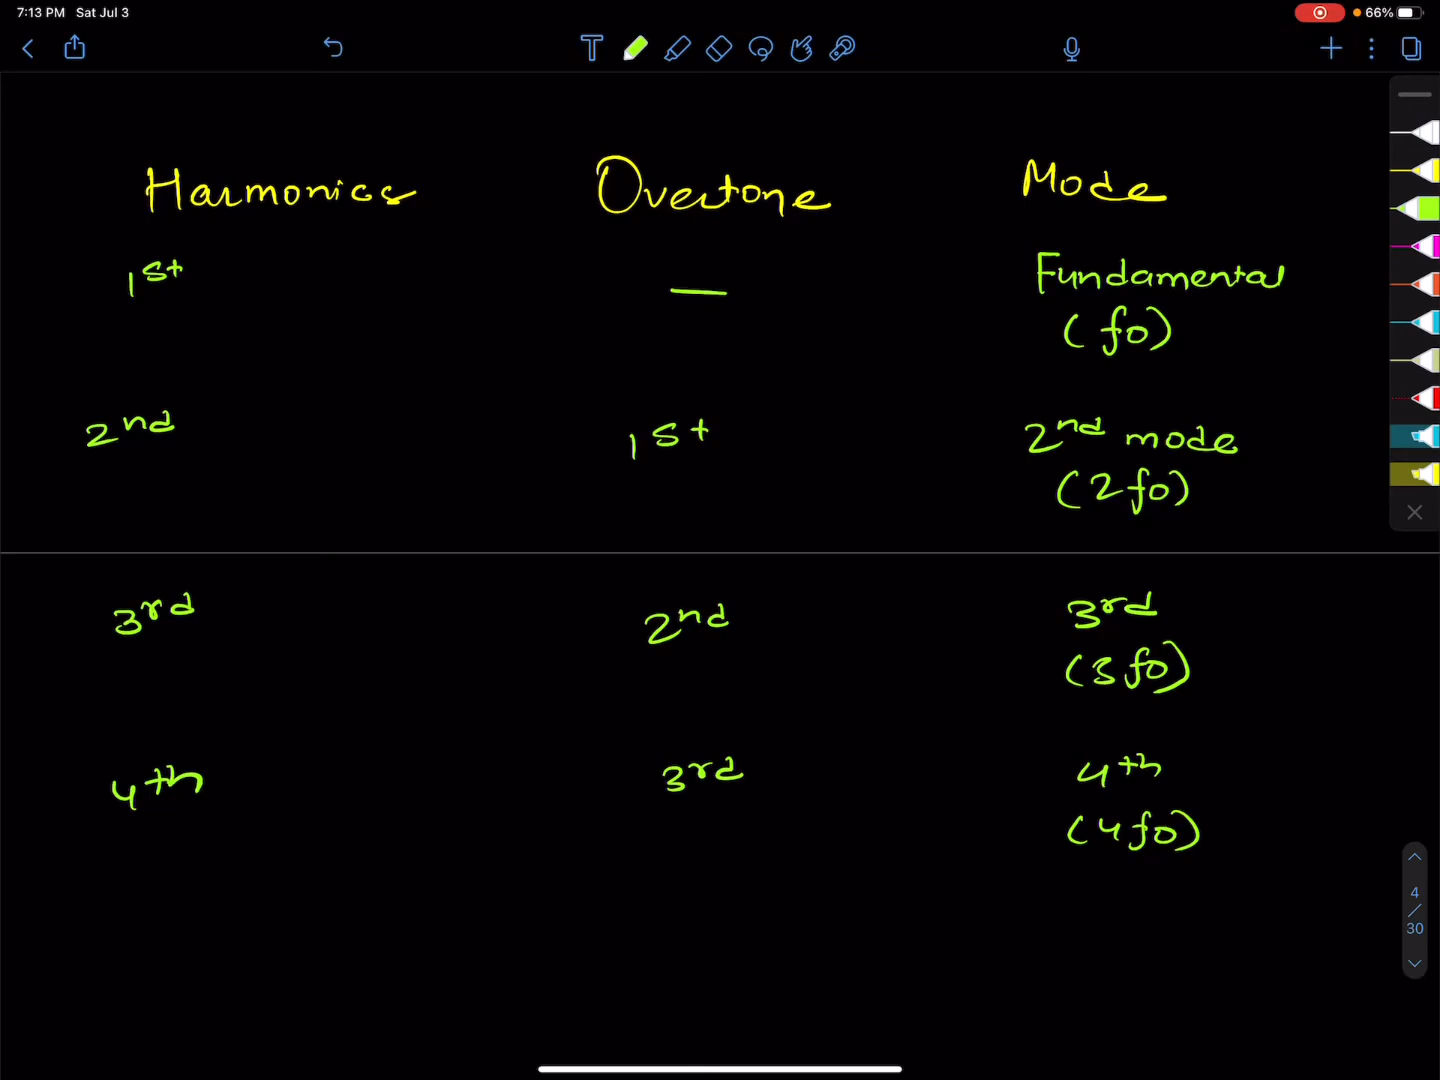 7:13 PM Sat Jul 3
66%
Harmonics Overtone Mode
1st — Fundamental
(fo)
2nd 1st 2nd mode
(2fo)
3rd 2nd 3rd
(3fo)
4th 3rd 4th
(4fo)
4
/
30